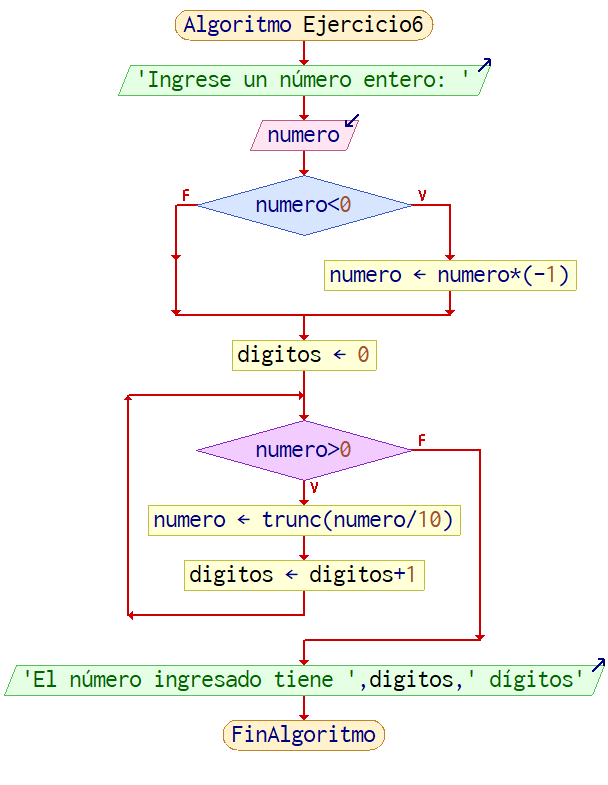 Algoritmo Ejercicio6
'Ingrese un número entero: '
numero
F
V
numero<0
numero ← numero*(-1)
digitos ← 0
numero>0
F
V
numero ← trunc(numero/10)
digitos ← digitos+1
'El número ingresado tiene ',digitos,' dígitos'
FinAlgoritmo